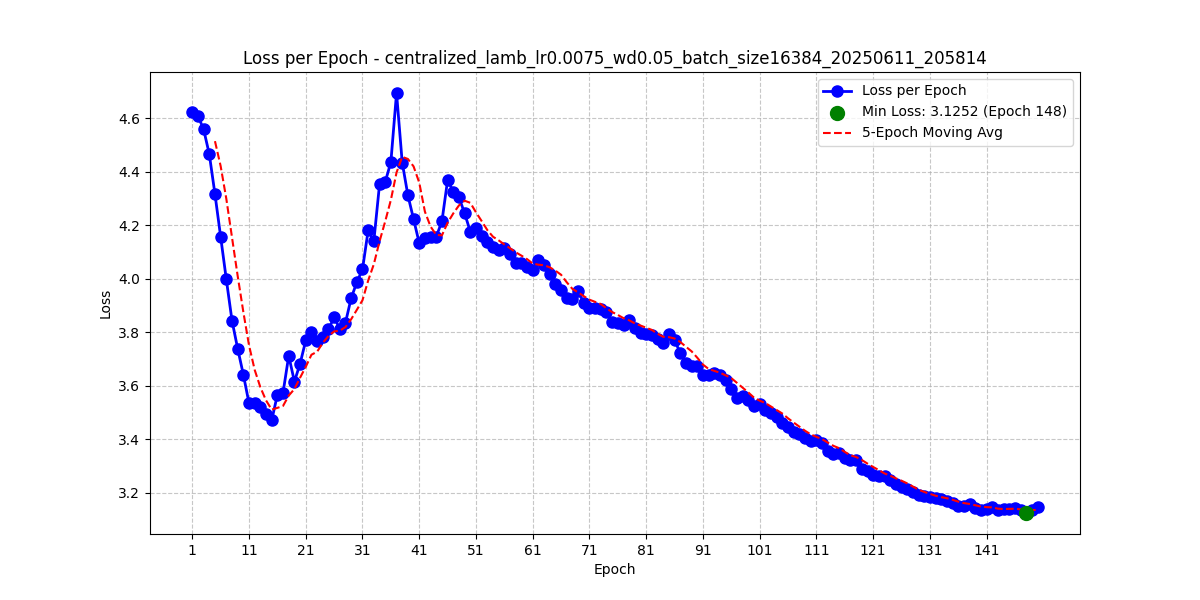 Loss per Epoch - centralized_lamb_lr0.0075_wd0.05_batch_size16384_20250611_205814
Loss per Epoch
Min Loss: 3.1252 (Epoch 148)
5-Epoch Moving Avg
Loss
4.6
4.4
4.2
4.0
3.8
3.6
3.4
3.2
1 11 21 31 41 51 61 71 81 91 101 111 121 131 141
Epoch